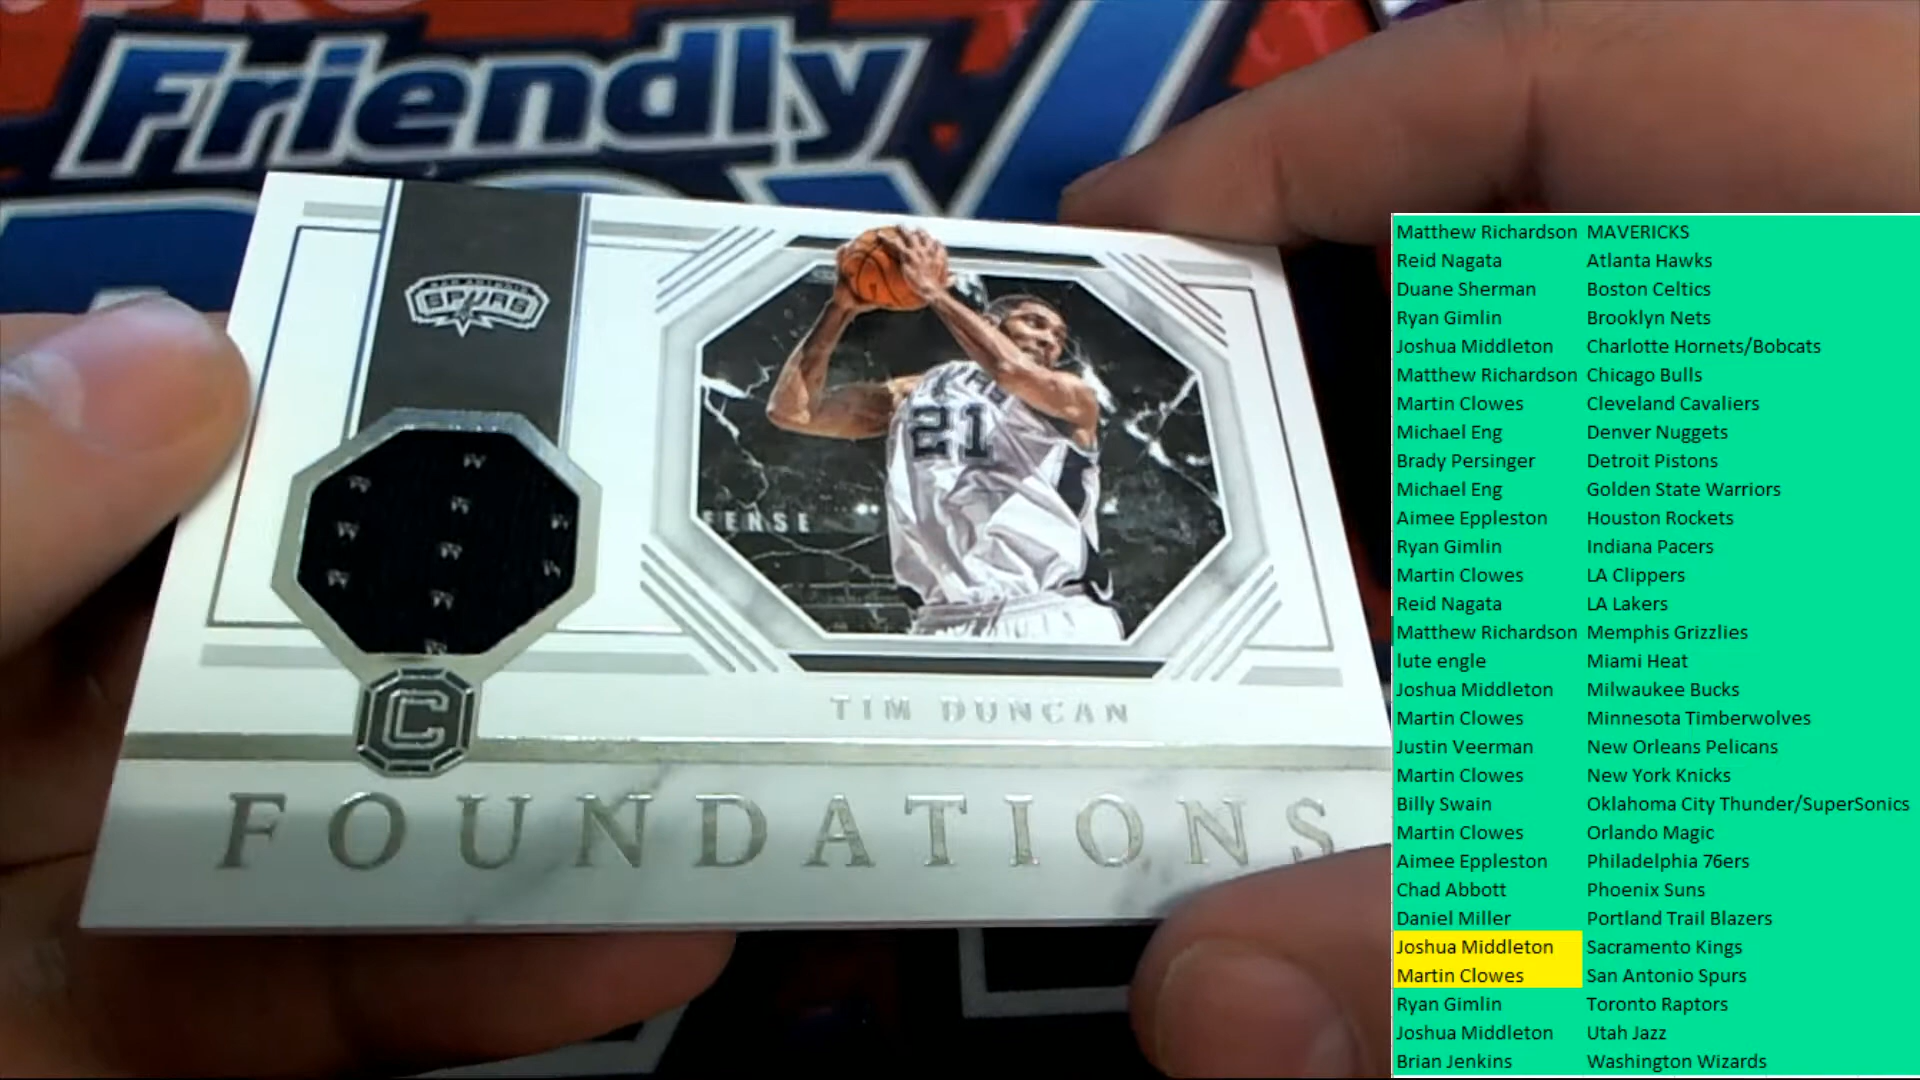 Friendly
SAN ANTONIO
SPURS
21
FENSE
TIM DUNCAN
C
FOUNDATIONS
Matthew Richardson MAVERICKS
Reid Nagata Atlanta Hawks
Duane Sherman Boston Celtics
Ryan Gimlin Brooklyn Nets
Joshua Middleton Charlotte Hornets/Bobcats
Matthew Richardson Chicago Bulls
Martin Clowes Cleveland Cavaliers
Michael Eng Denver Nuggets
Brady Persinger Detroit Pistons
Michael Eng Golden State Warriors
Aimee Eppleston Houston Rockets
Ryan Gimlin Indiana Pacers
Martin Clowes LA Clippers
Reid Nagata LA Lakers
Matthew Richardson Memphis Grizzlies
lute engle Miami Heat
Joshua Middleton Milwaukee Bucks
Martin Clowes Minnesota Timberwolves
Justin Veerman New Orleans Pelicans
Martin Clowes New York Knicks
Billy Swain Oklahoma City Thunder/SuperSonics
Martin Clowes Orlando Magic
Aimee Eppleston Philadelphia 76ers
Chad Abbott Phoenix Suns
Daniel Miller Portland Trail Blazers
Joshua Middleton Sacramento Kings
Martin Clowes San Antonio Spurs
Ryan Gimlin Toronto Raptors
Joshua Middleton Utah Jazz
Brian Jenkins Washington Wizards